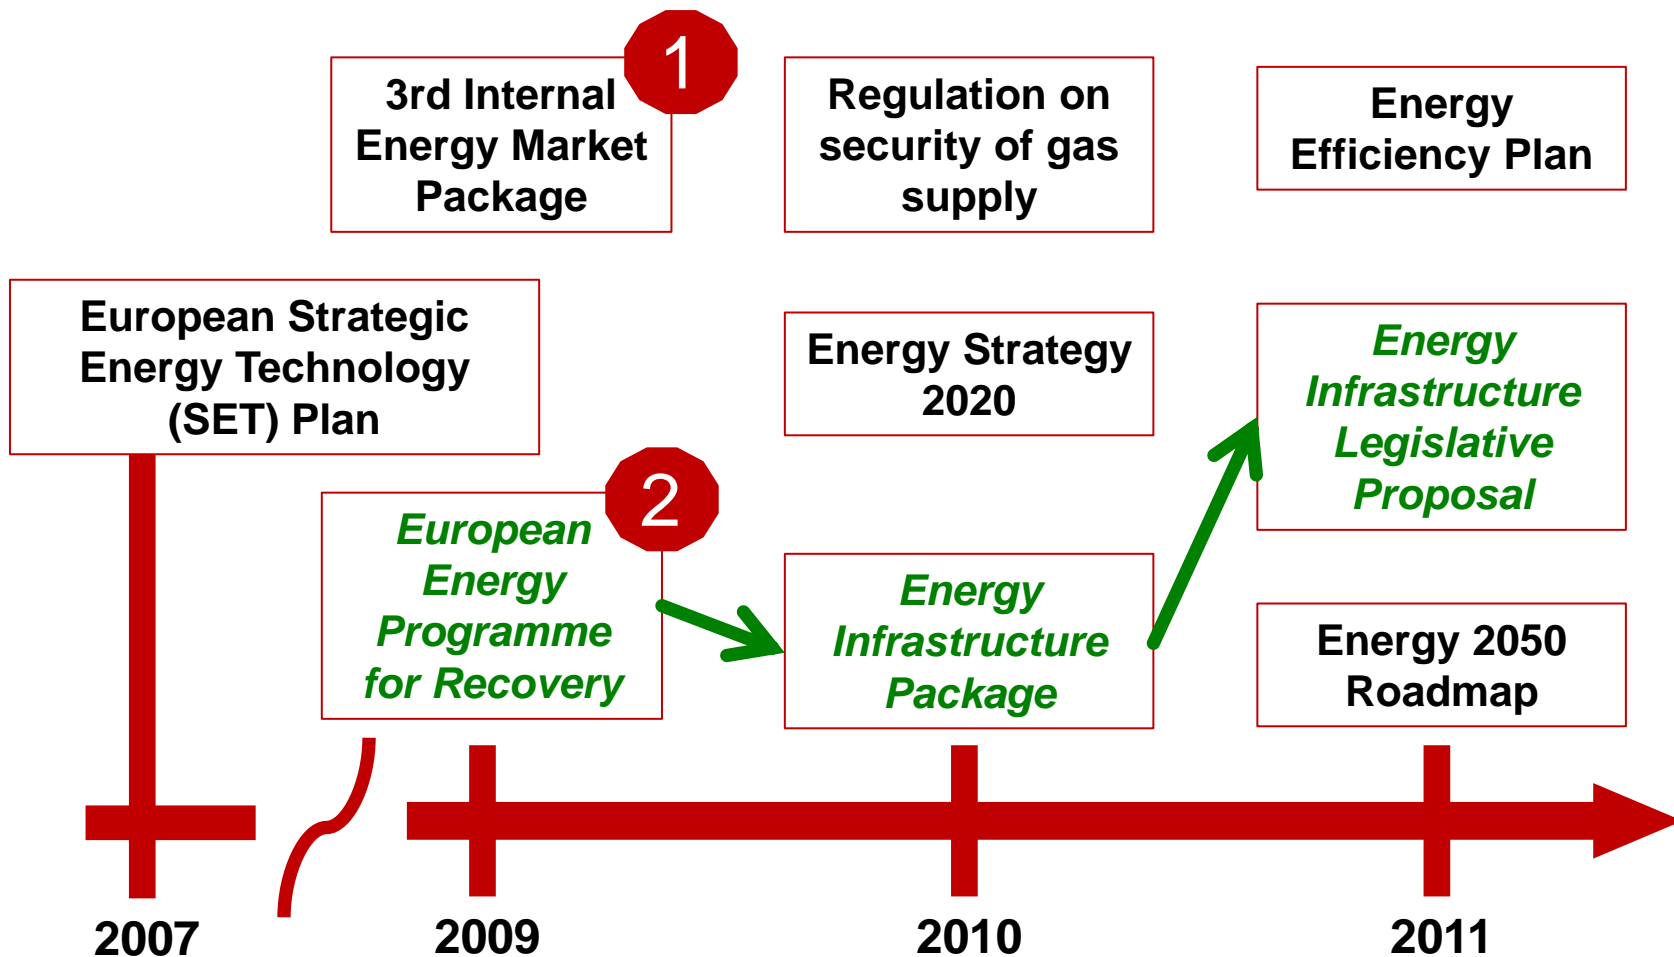 1
3rd Internal
Energy Market
Package
Regulation on
security of gas
supply
Energy
Efficiency Plan
European Strategic
Energy Technology
(SET) Plan
Energy Strategy
2020
Energy
Infrastructure
Legislative
Proposal
2
European
Energy
Programme
for Recovery
Energy
Infrastructure
Package
Energy 2050
Roadmap
2007
2009
2010
2011